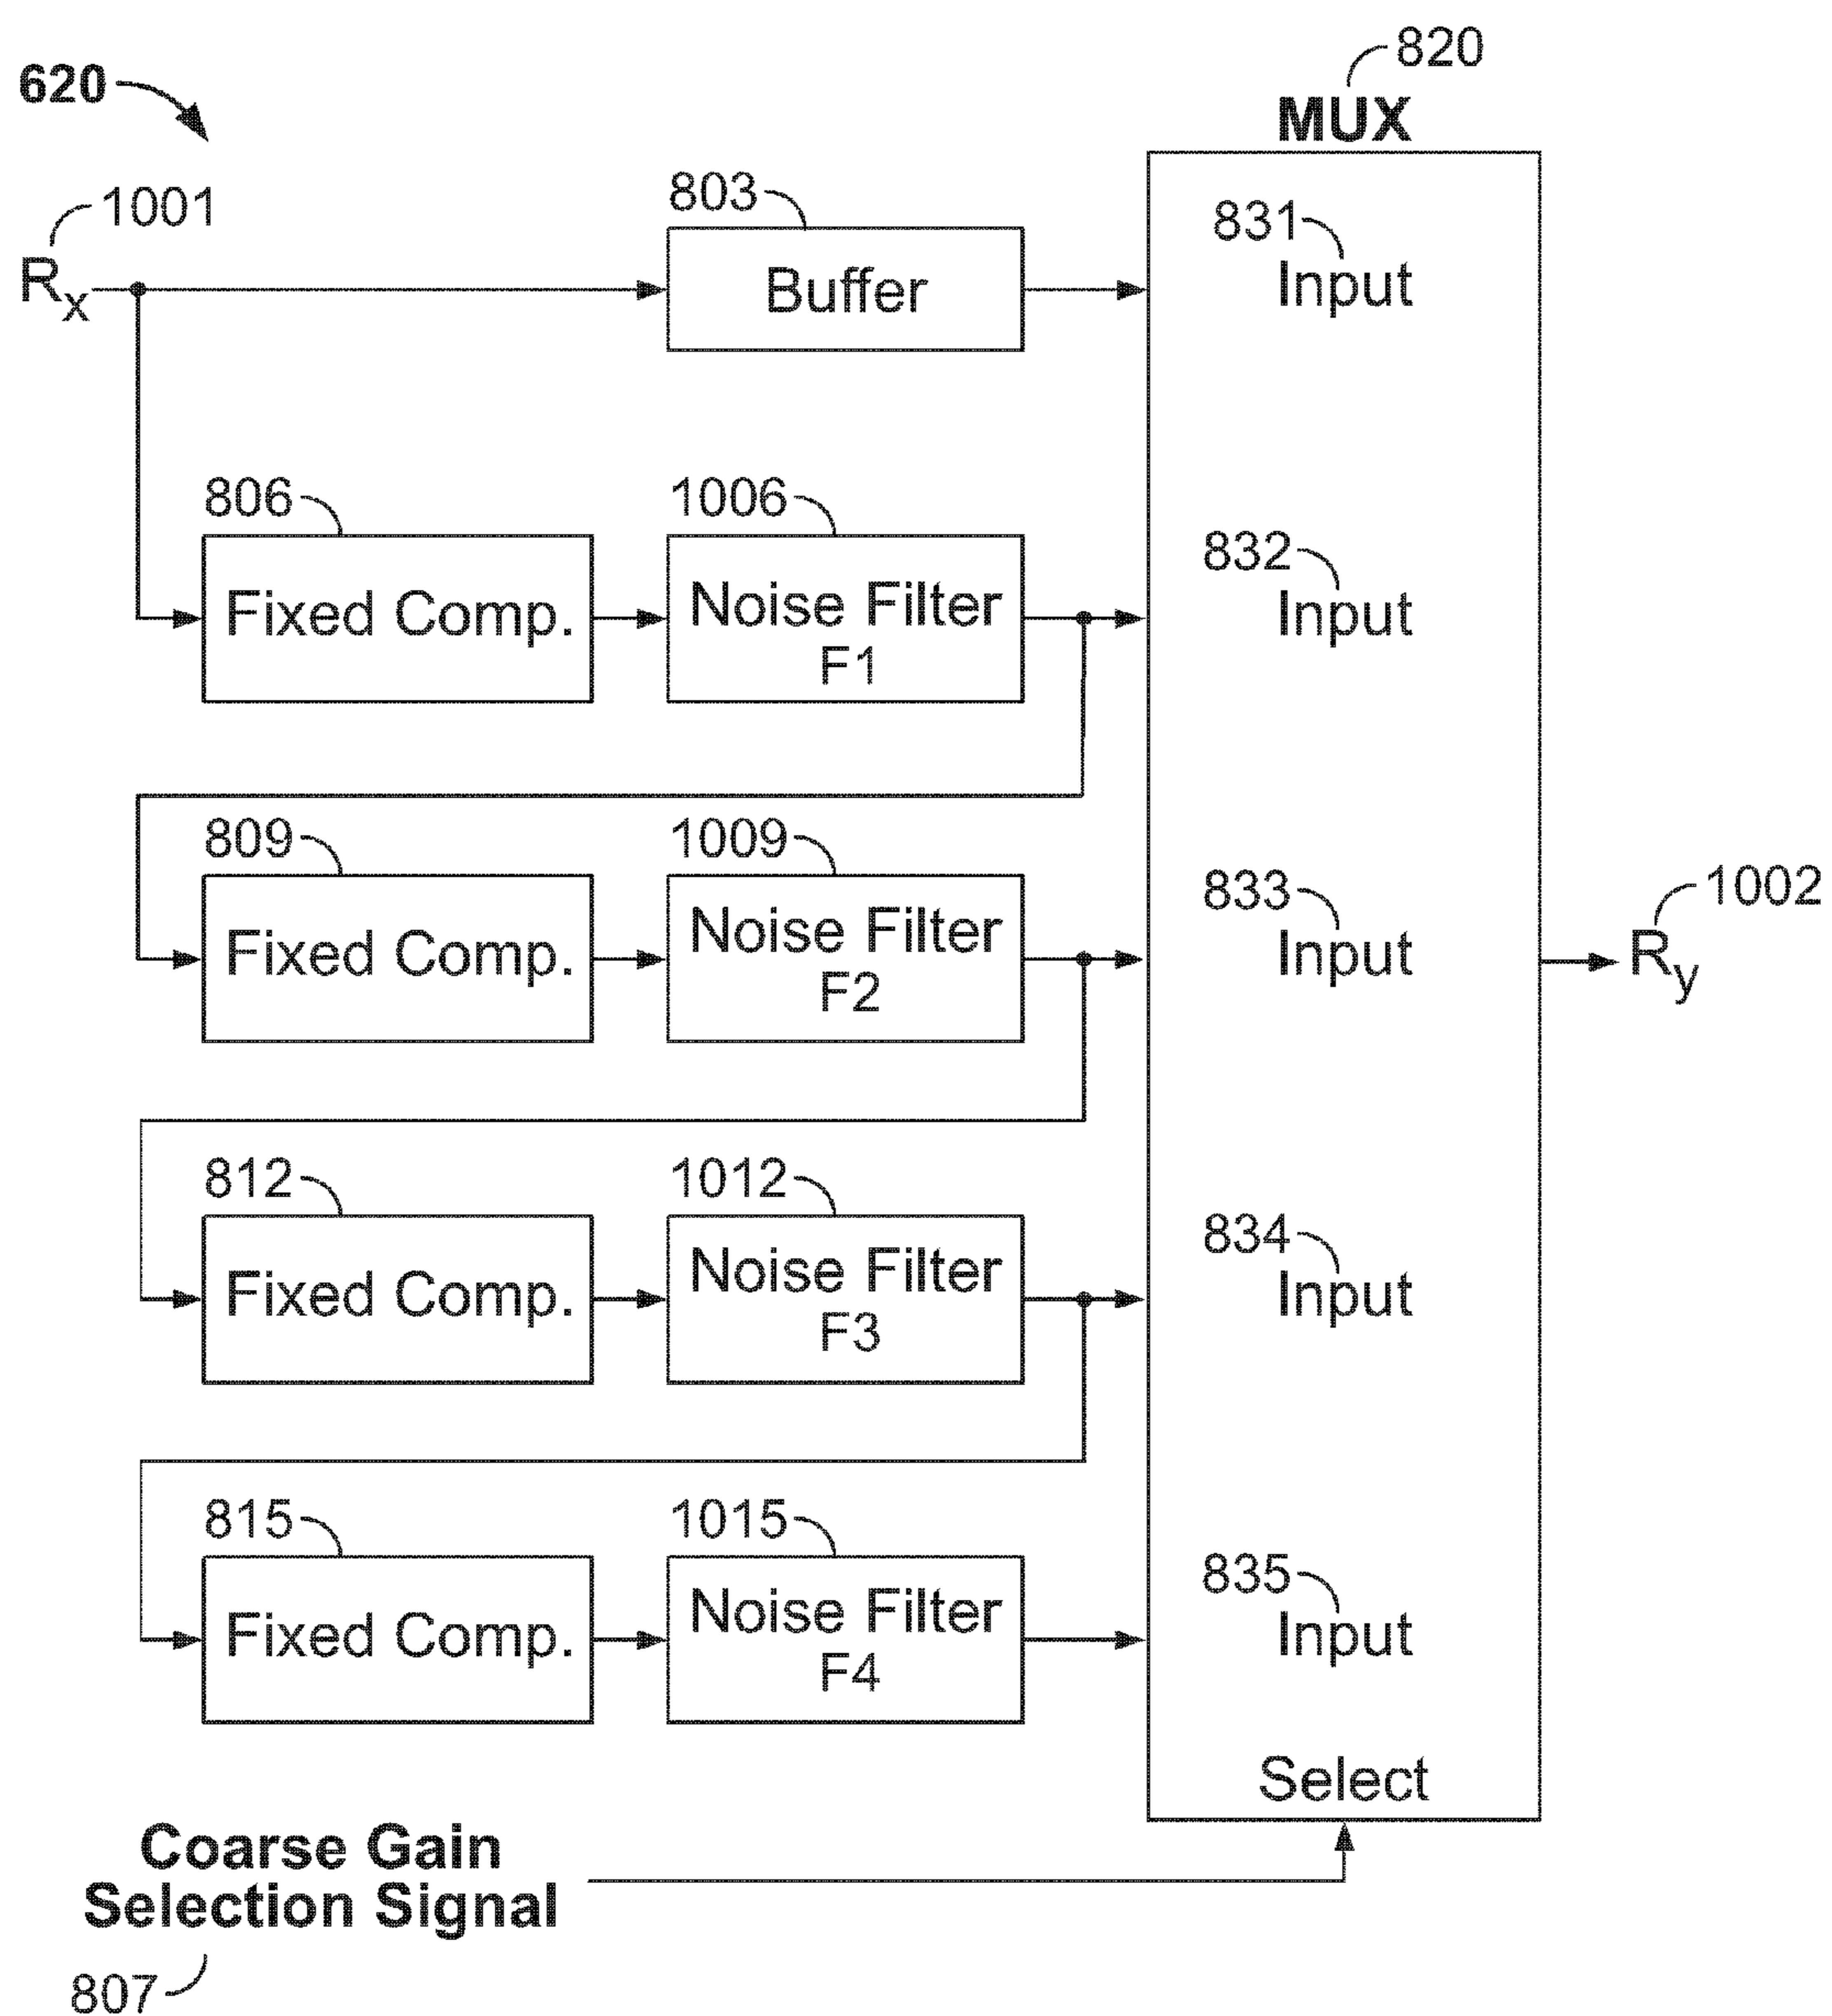 820
620
MUX
1001
803
831
Rx
Buffer
Input
806
1006
832
Fixed Comp.
Noise Filter
F1
Input
809
1009
833
1002
Fixed Comp.
Noise Filter
F2
Input
Ry
812
1012
834
Fixed Comp.
Noise Filter
F3
Input
815
1015
835
Fixed Comp.
Noise Filter
F4
Input
Select
Coarse Gain
Selection Signal
807